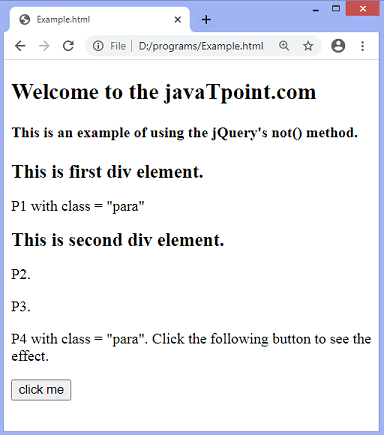 Example.html
File | D:/programs/Example.html
Welcome to the javaTpoint.com
This is an example of using the jQuery's not() method.
This is first div element.
P1 with class = "para"
This is second div element.
P2.
P3.
P4 with class = "para". Click the following button to see the
effect.
click me